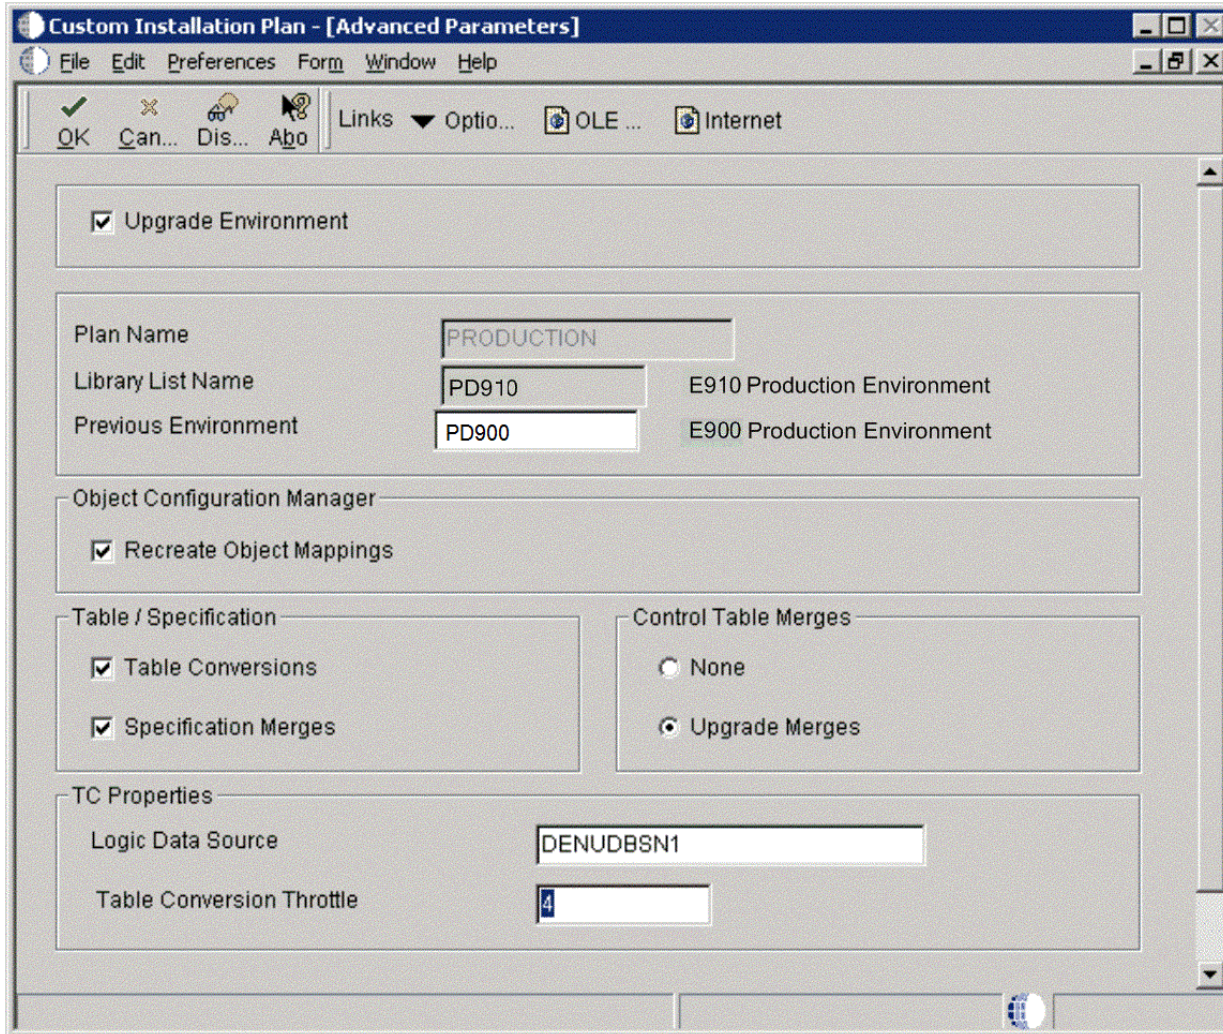 Custom Installation Plan - [Advanced Parameters]
File Edit Preferences Form Window Help
OK Can... Dis... Abo Links Optio... OLE ... Internet
Upgrade Environment
Plan Name PRODUCTION
Library List Name PD910 E910 Production Environment
Previous Environment PD900 E900 Production Environment
Object Configuration Manager
Recreate Object Mappings
Table / Specification Control Table Merges
Table Conversions None
Specification Merges Upgrade Merges
TC Properties
Logic Data Source DENUDBSN1
Table Conversion Throttle 4